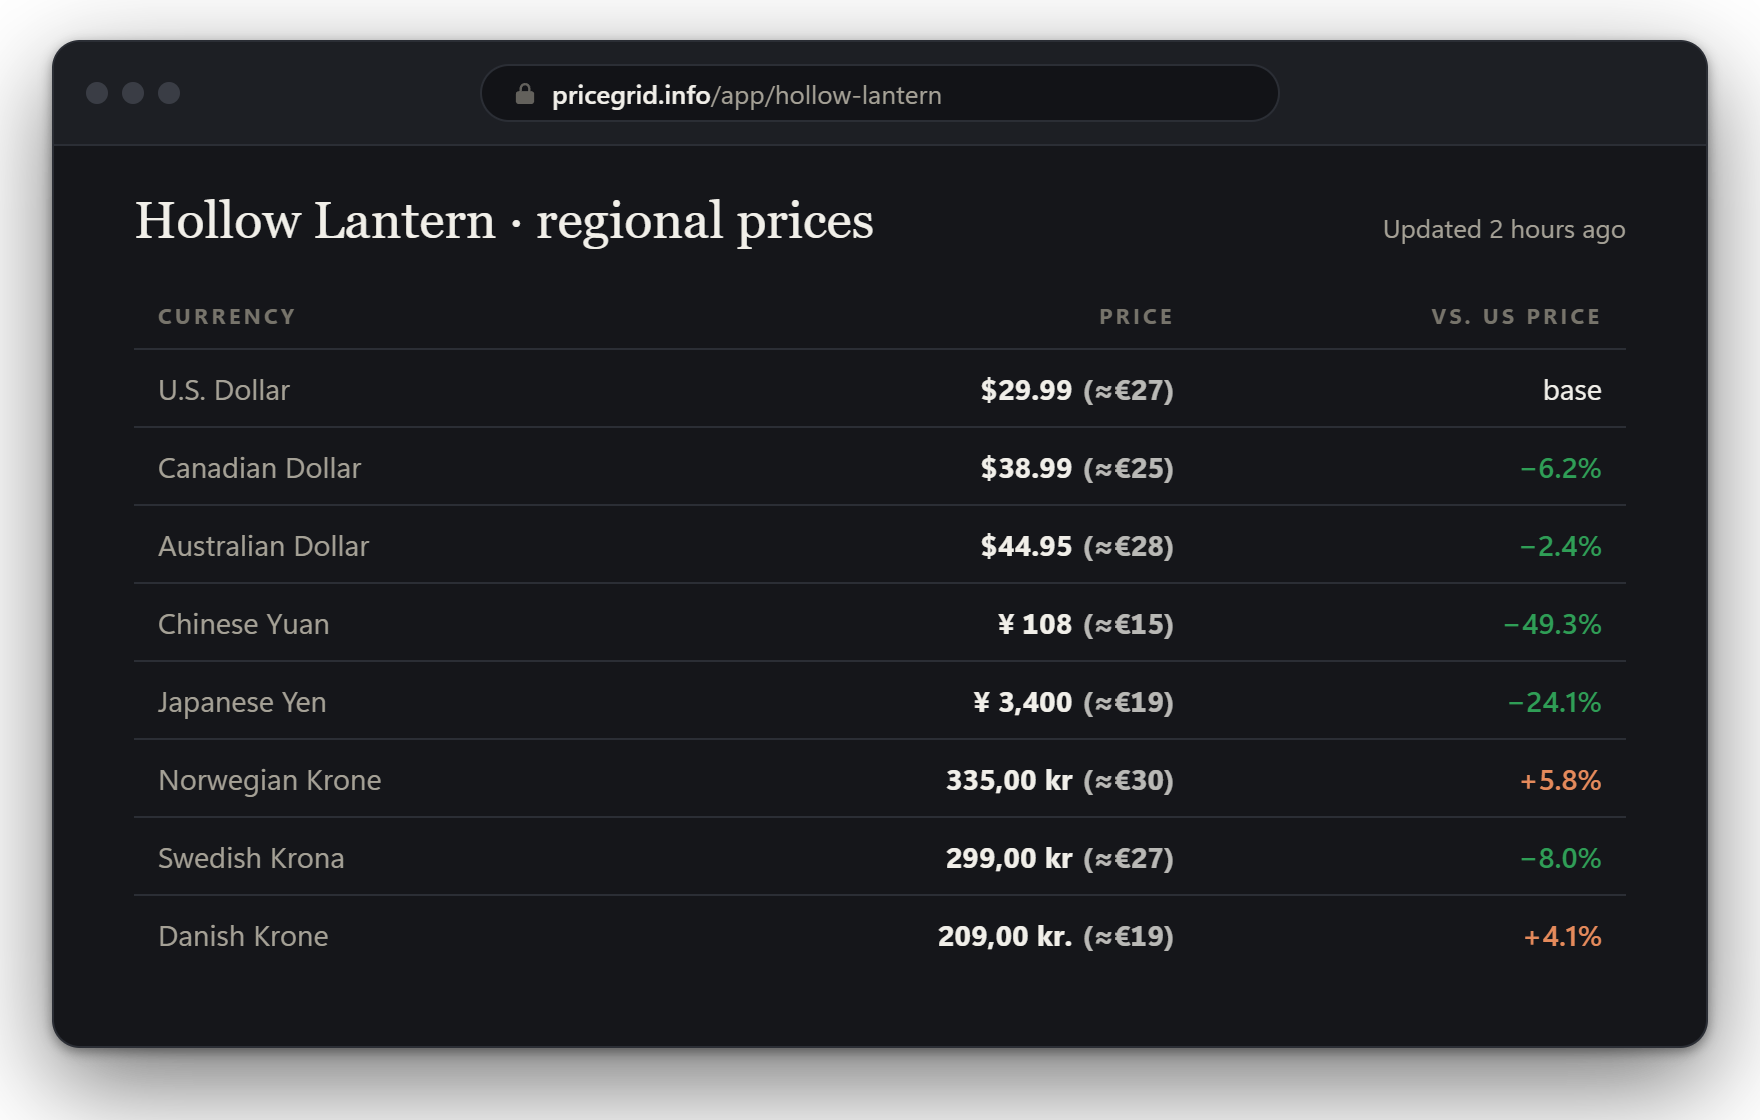 pricegrid.info/app/hollow-lantern
Hollow Lantern · regional prices
Updated 2 hours ago
CURRENCY PRICE VS. US PRICE
U.S. Dollar $29.99 (≈€27) base
Canadian Dollar $38.99 (≈€25) −6.2%
Australian Dollar $44.95 (≈€28) −2.4%
Chinese Yuan ¥ 108 (≈€15) −49.3%
Japanese Yen ¥ 3,400 (≈€19) −24.1%
Norwegian Krone 335,00 kr (≈€30) +5.8%
Swedish Krona 299,00 kr (≈€27) −8.0%
Danish Krone 209,00 kr. (≈€19) +4.1%